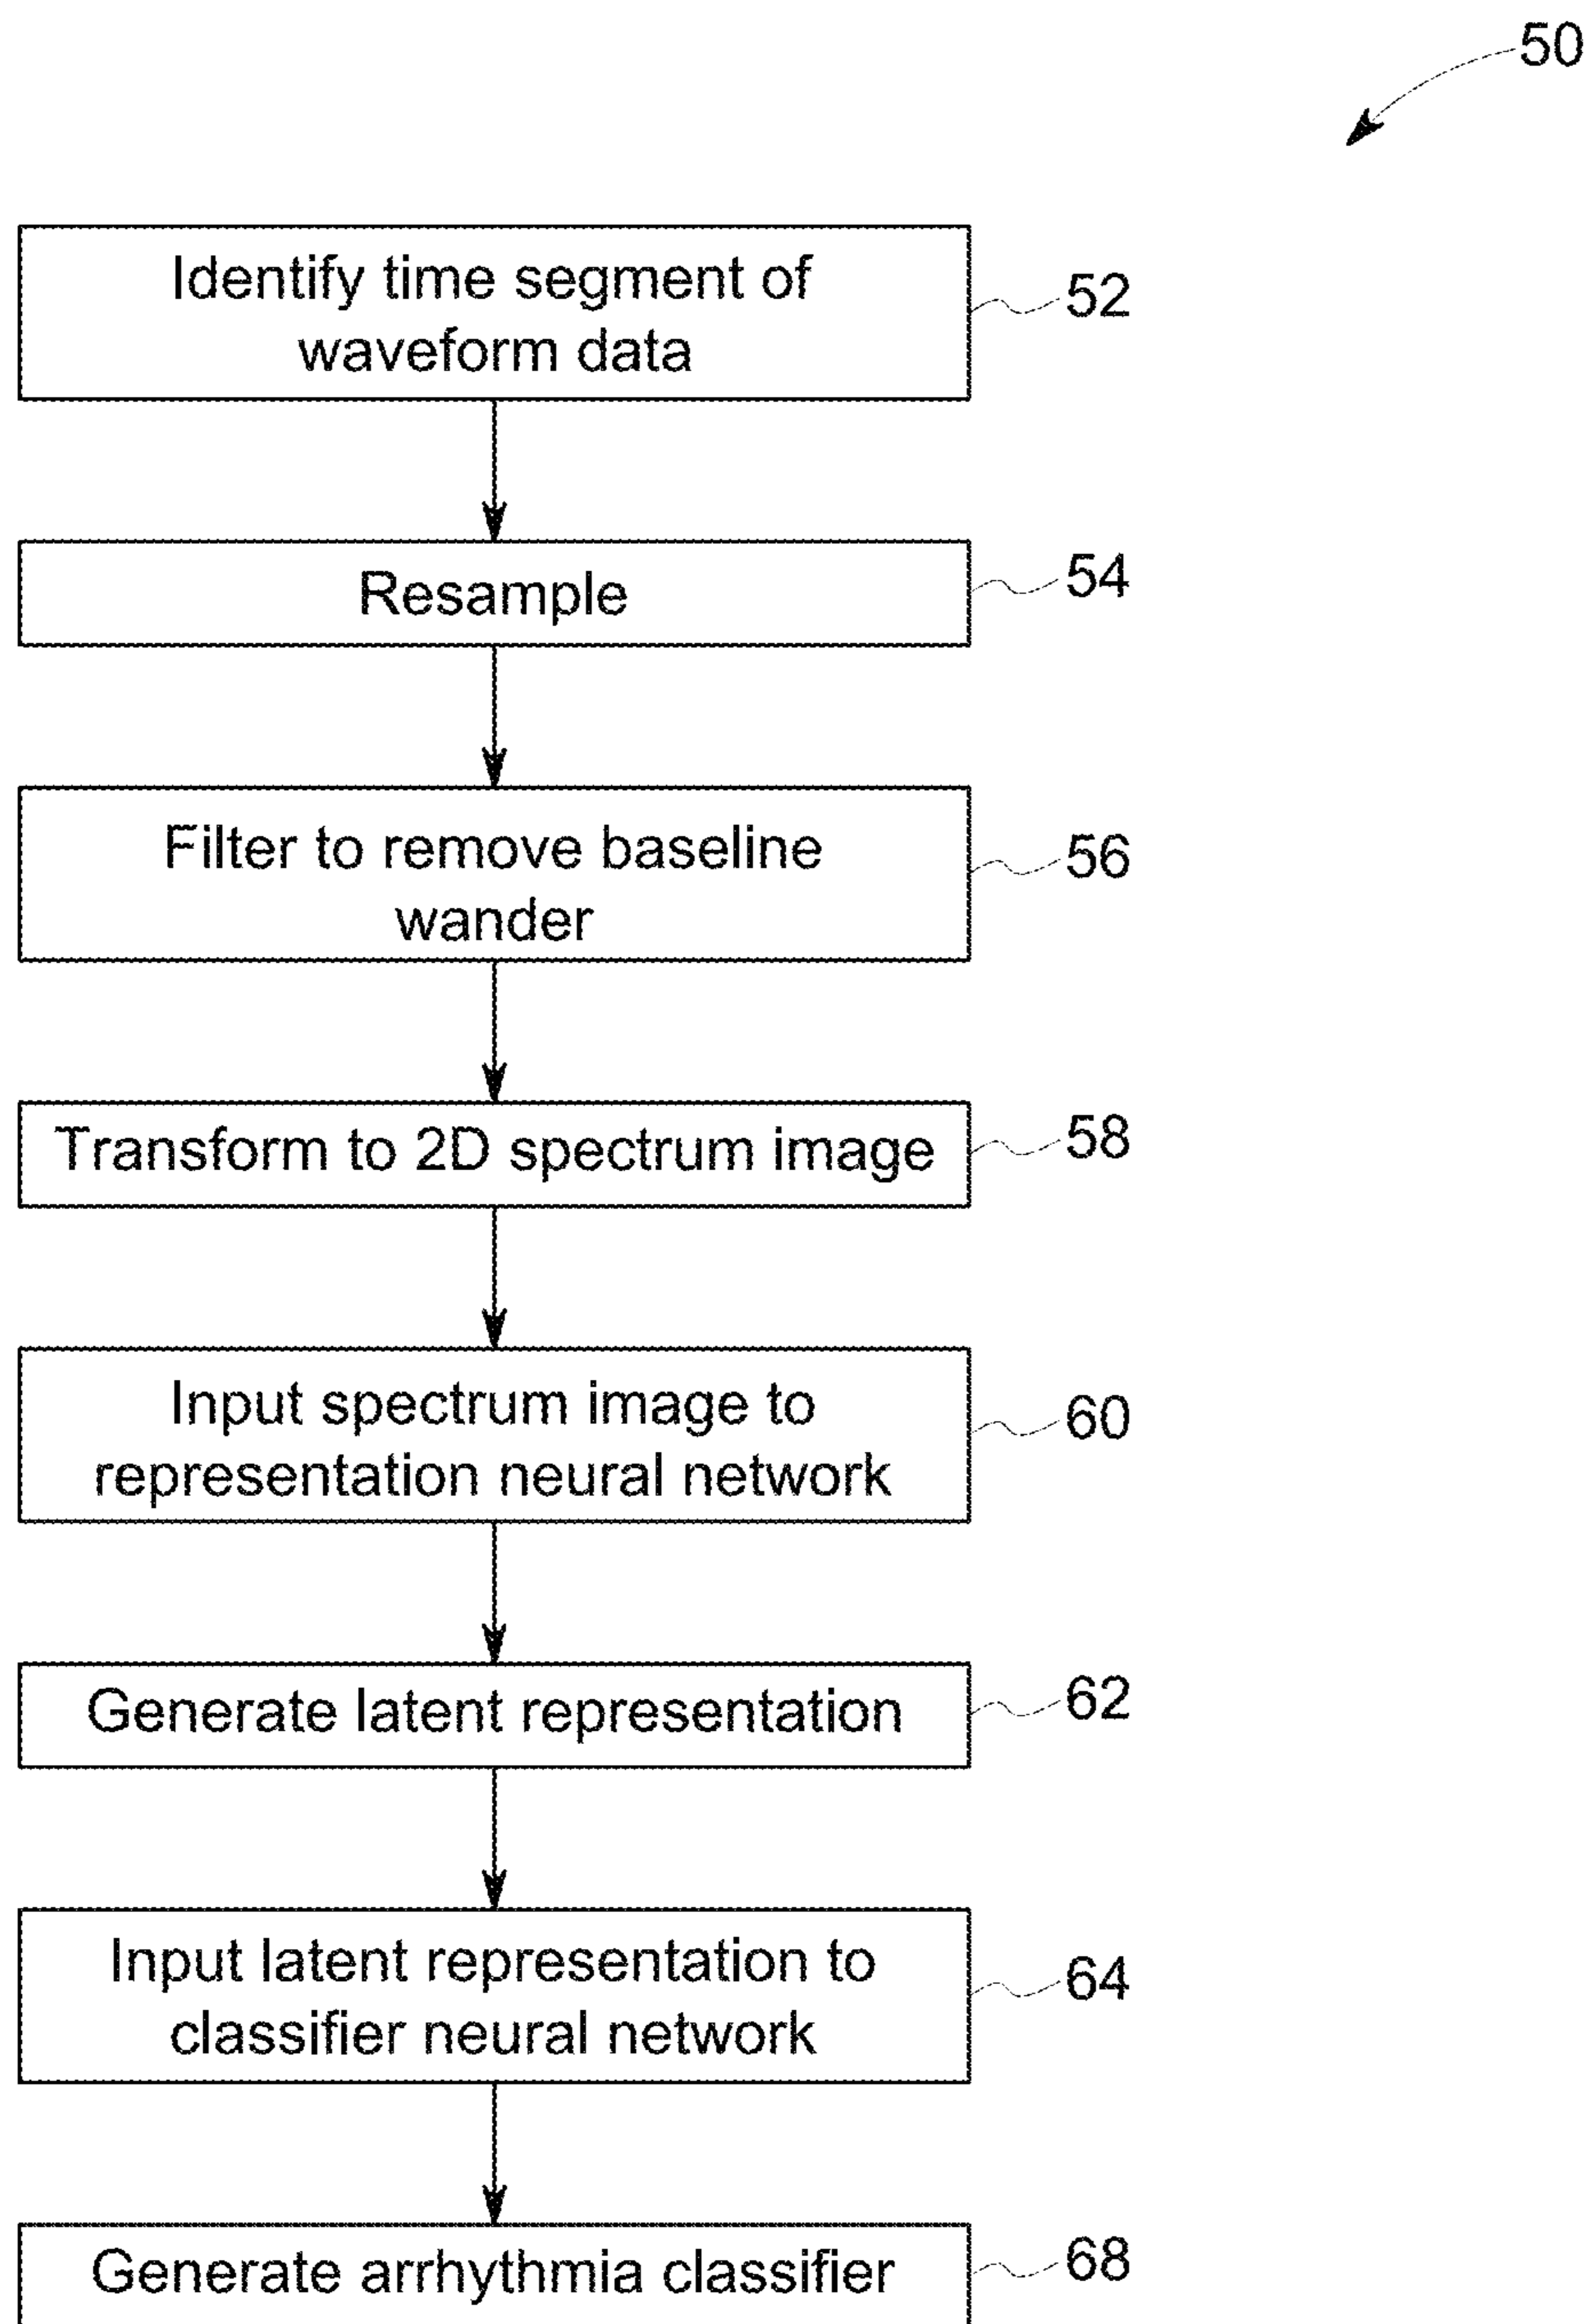 50
Identify time segment of
waveform data
52
Resample
54
Filter to remove baseline
wander
56
Transform to 2D spectrum image
58
Input spectrum image to
representation neural network
60
Generate latent representation
62
Input latent representation to
classifier neural network
64
Generate arrhythmia classifier
68